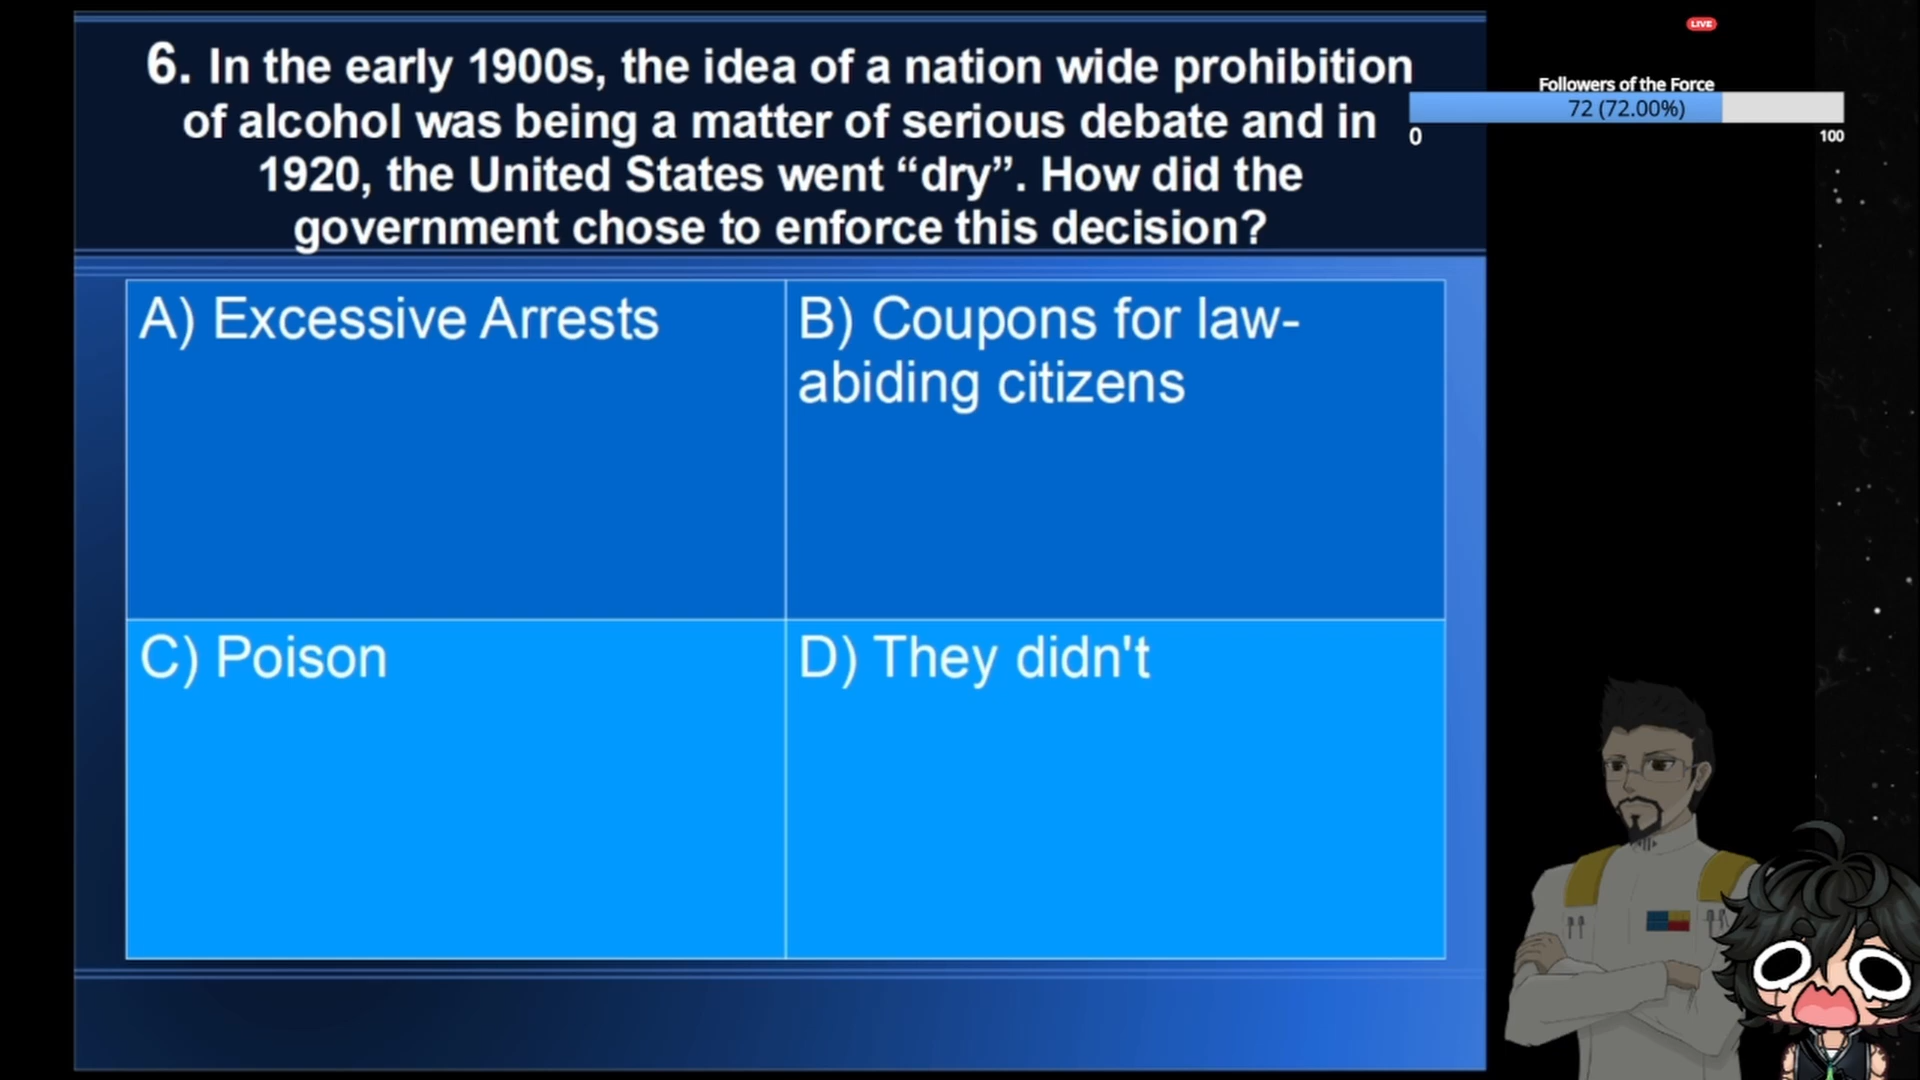 6. In the early 1900s, the idea of a nation wide prohibition
of alcohol was being a matter of serious debate and in
1920, the United States went “dry”. How did the
government chose to enforce this decision?
A) Excessive Arrests
B) Coupons for law-
abiding citizens
C) Poison
D) They didn't
LIVE
Followers of the Force
72 (72.00%)
0
100